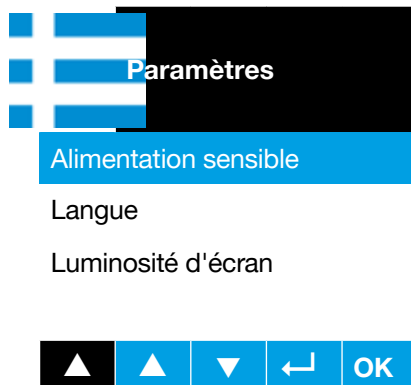 Paramètres
Alimentation sensible
Langue
Luminosité d'écran
OK